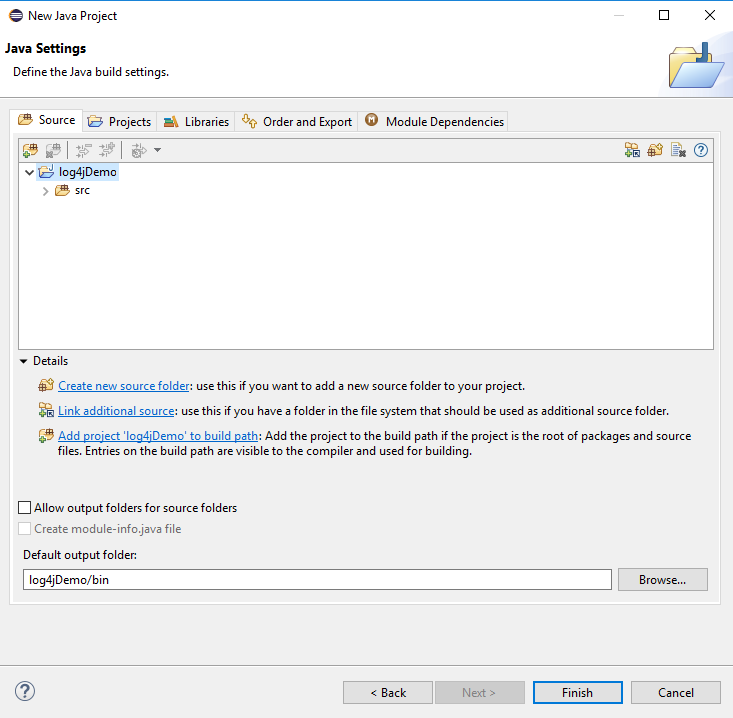 New Java Project
Java Settings
Define the Java build settings.
Source Projects Libraries Order and Export M Module Dependencies
?
log4jDemo
src
Details
Create new source folder: use this if you want to add a new source folder to your project.
Link additional source: use this if you have a folder in the file system that should be used as additional source folder.
Add project 'log4jDemo' to build path: Add the project to the build path if the project is the root of packages and source
files. Entries on the build path are visible to the compiler and used for building.
Allow output folders for source folders
Create module-info.java file
Default output folder:
log4jDemo/bin Browse...
? < Back Next > Finish Cancel